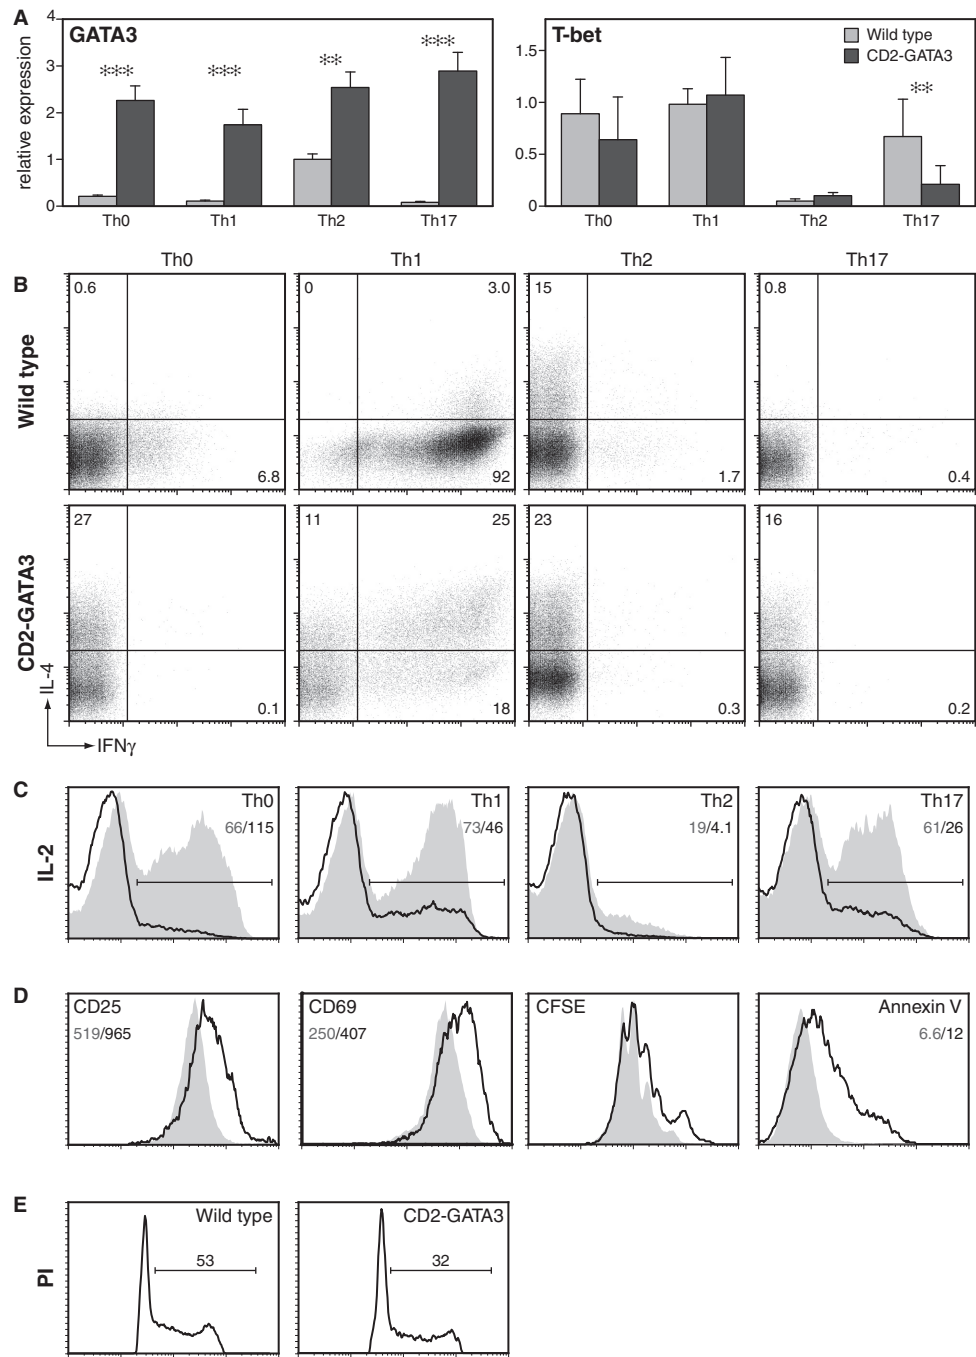 A
GATA3
T-bet
Wild type
CD2-GATA3
relative expression
4
3
2
1
0
1.5
1.0
0.5
0
*** *** ** ***
**
Th0 Th1 Th2 Th17
Th0 Th1 Th2 Th17
B
Th0 Th1 Th2 Th17
Wild type
0.6
6.8
0 3.0
92
15
1.7
0.8
0.4
CD2-GATA3
27
0.1
11 25
18
23
0.3
16
0.2
IL-4
IFNγ
C
IL-2
Th0
66/115
Th1
73/46
Th2
19/4.1
Th17
61/26
D
CD25
519/965
CD69
250/407
CFSE
Annexin V
6.6/12
E
PI
Wild type
53
CD2-GATA3
32